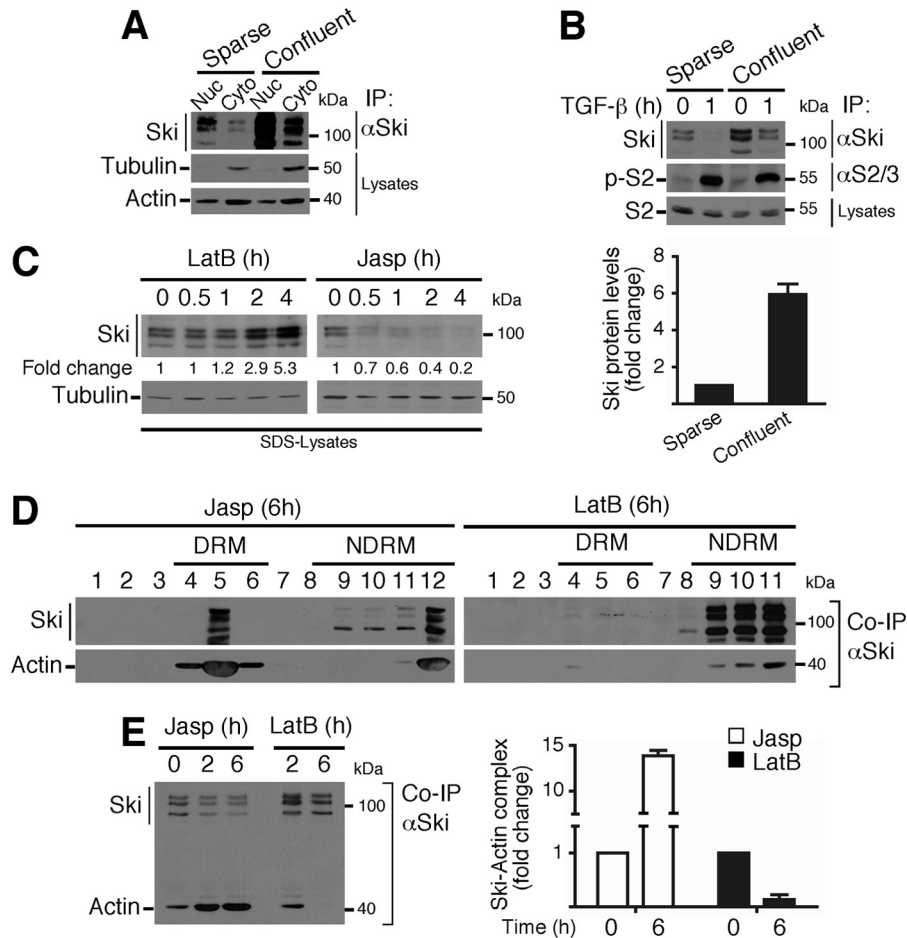 A
Sparse Confluent
Nuc Cyto Nuc Cyto kDa IP:
Ski 100 αSki
Tubulin 50
Lysates
Actin 40
B
Sparse Confluent
TGF-β (h) 0 1 0 1 IP:
Ski 100 αSki
p-S2 55 αS2/3
S2 55 Lysates
8
6
4
2
Ski protein levels
(fold change)
Sparse Confluent
C
LatB (h) Jasp (h)
0 0.5 1 2 4 0 0.5 1 2 4 kDa
Ski 100
Fold change 1 1 1.2 2.9 5.3 1 0.7 0.6 0.4 0.2
Tubulin 50
SDS-Lysates
D
Jasp (6h) LatB (6h)
DRM NDRM DRM NDRM
1 2 3 4 5 6 7 8 9 10 11 12 1 2 3 4 5 6 7 8 9 10 11 kDa
Ski 100 Co-IP
αSki
Actin 40
E
Jasp (h) LatB (h)
0 2 6 2 6 kDa
Ski 100 Co-IP
αSki
Actin 40
Jasp
LatB
15
10
1
Ski-Actin complex
(fold change)
Time (h) 0 6 0 6